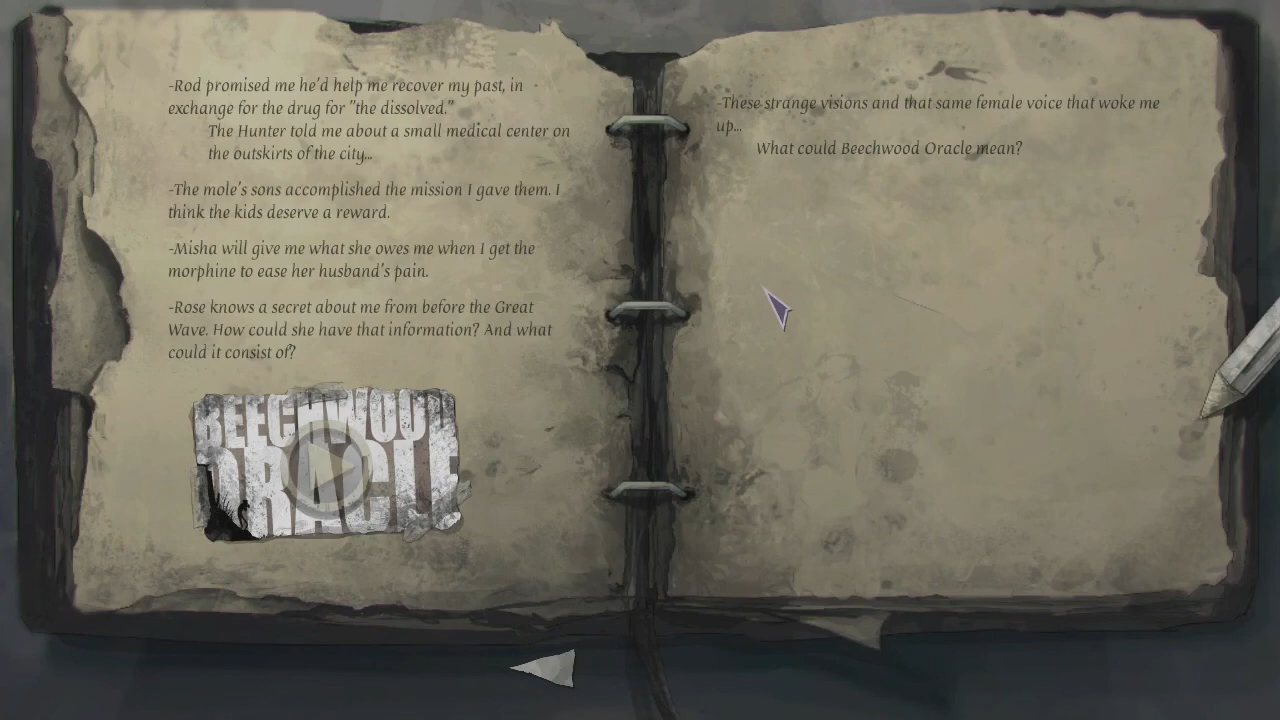 -Rod promised me he'd help me recover my past, in
exchange for the drug for "the dissolved."
The Hunter told me about a small medical center on
the outskirts of the city...
-The mole's sons accomplished the mission I gave them. I
think the kids deserve a reward.
-Misha will give me what she owes me when I get the
morphine to ease her husband's pain.
-Rose knows a secret about me from before the Great
Wave. How could she have that information? And what
could it consist of?
BEECHWOOD
ORACLE
-These strange visions and that same female voice that woke me
up...
What could Beechwood Oracle mean?